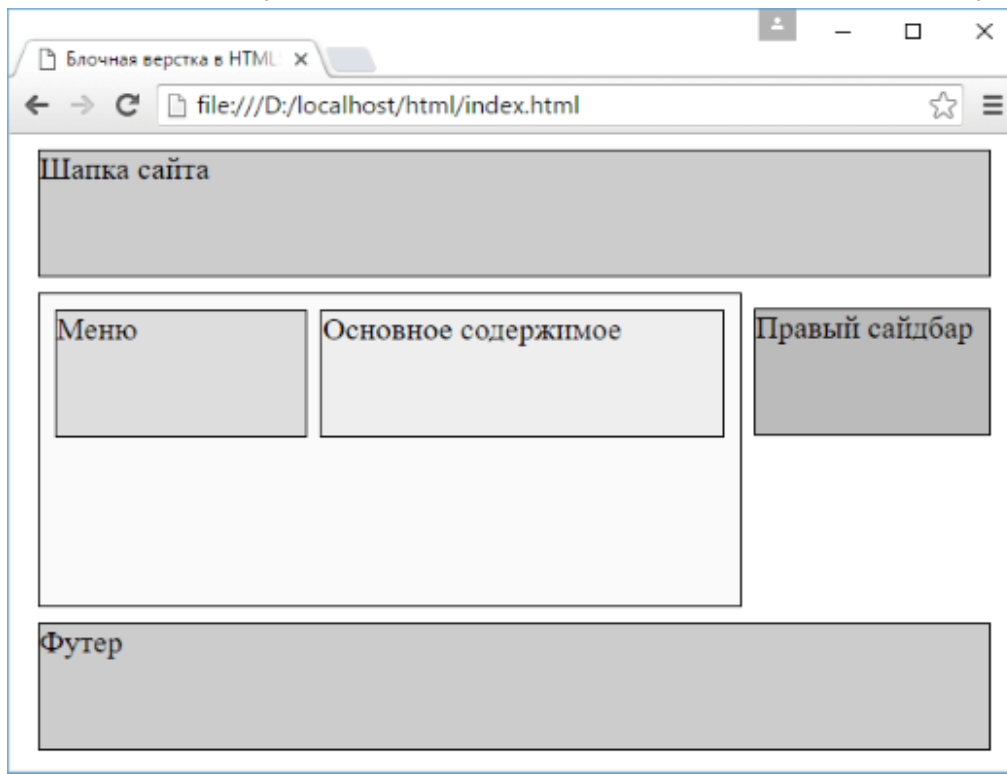 Блочная верстка в HTML
file:///D:/localhost/html/index.html
Шапка сайта
Меню
Основное содержимое
Правый сайдбар
Футер